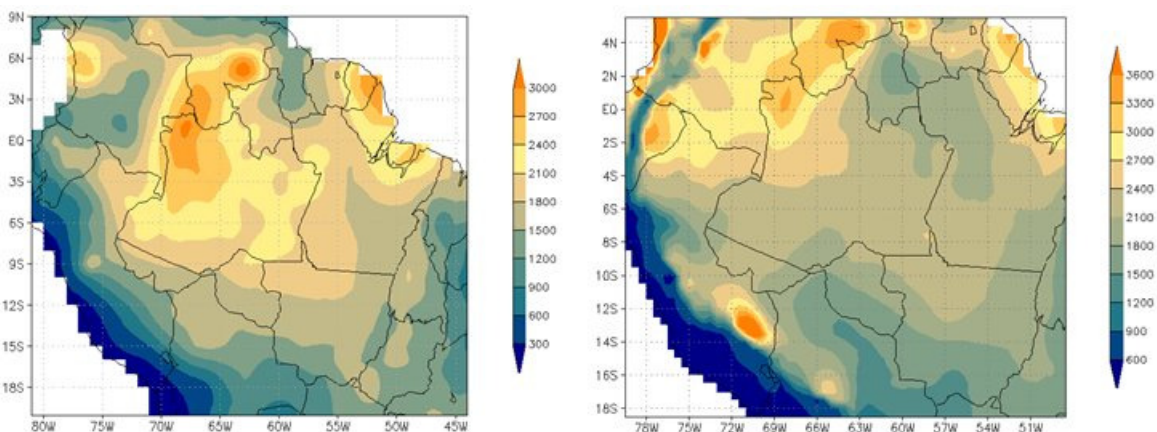 9N
6N
3N
EQ
3S
6S
9S
12S
15S
18S
80W 75W 70W 65W 60W 55W 50W 45W
3000
2700
2400
2100
1800
1500
1200
900
600
300
4N
2N
EQ
2S
4S
6S
8S
10S
12S
14S
16S
18S
78W 75W 72W 69W 66W 63W 60W 57W 54W 51W
3600
3300
3000
2700
2400
2100
1800
1500
1200
900
600